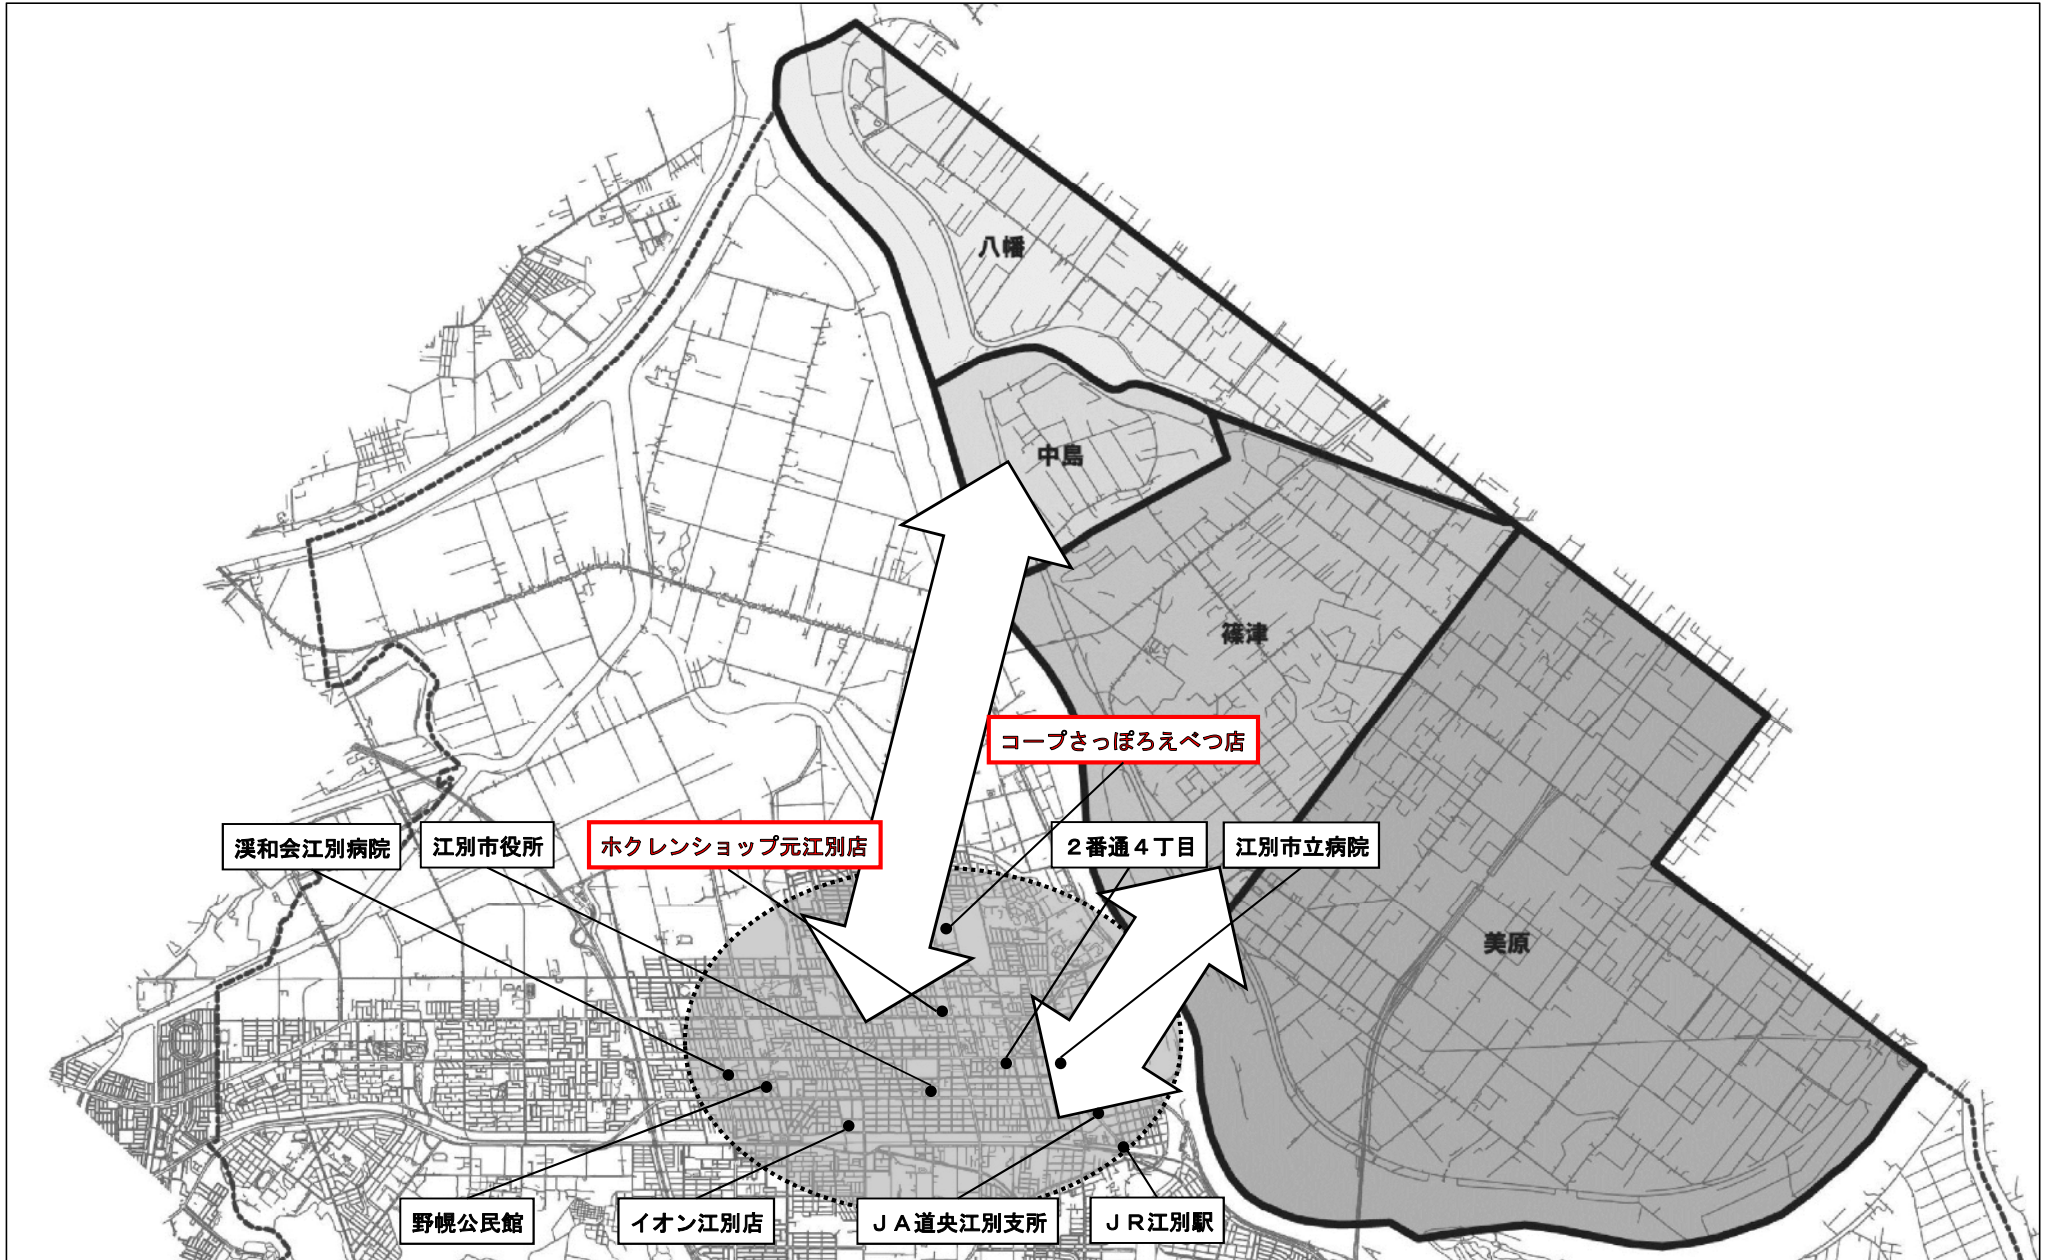 八幡
中島
篠津
コープさっぽろえべつ店
渓和会江別病院
江別市役所
ホクレンショップ元江別店
２番通４丁目
江別市立病院
美原
野幌公民館
イオン江別店
ＪＡ道央江別支所
ＪＲ江別駅